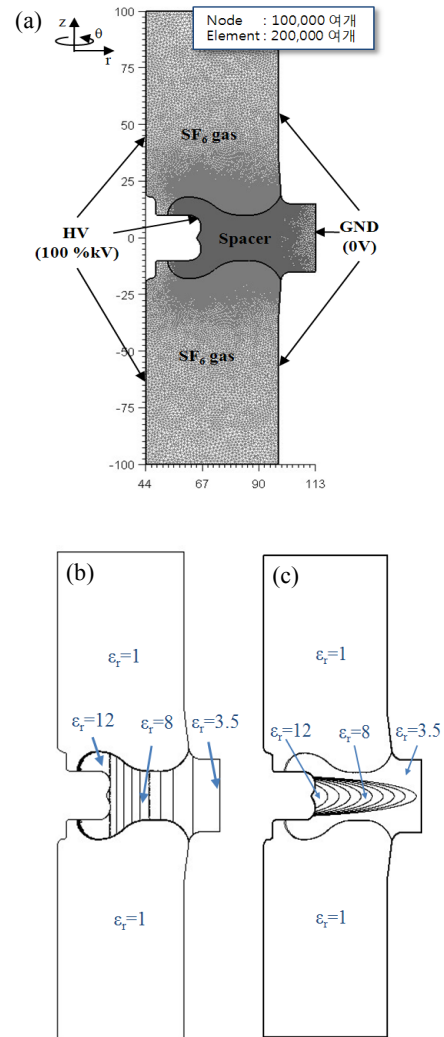 (a)
z
θ
r
Node : 100,000 여개
Element : 200,000 여개
100
75
50
25
0
-25
-50
-75
-100
44
67
90
113
SF₆ gas
HV
(100 %kV)
Spacer
GND
(0V)
SF₆ gas
(b)
εᵣ=1
εᵣ=12
εᵣ=8
εᵣ=3.5
εᵣ=1
(c)
εᵣ=1
εᵣ=12
εᵣ=8
εᵣ=3.5
εᵣ=1